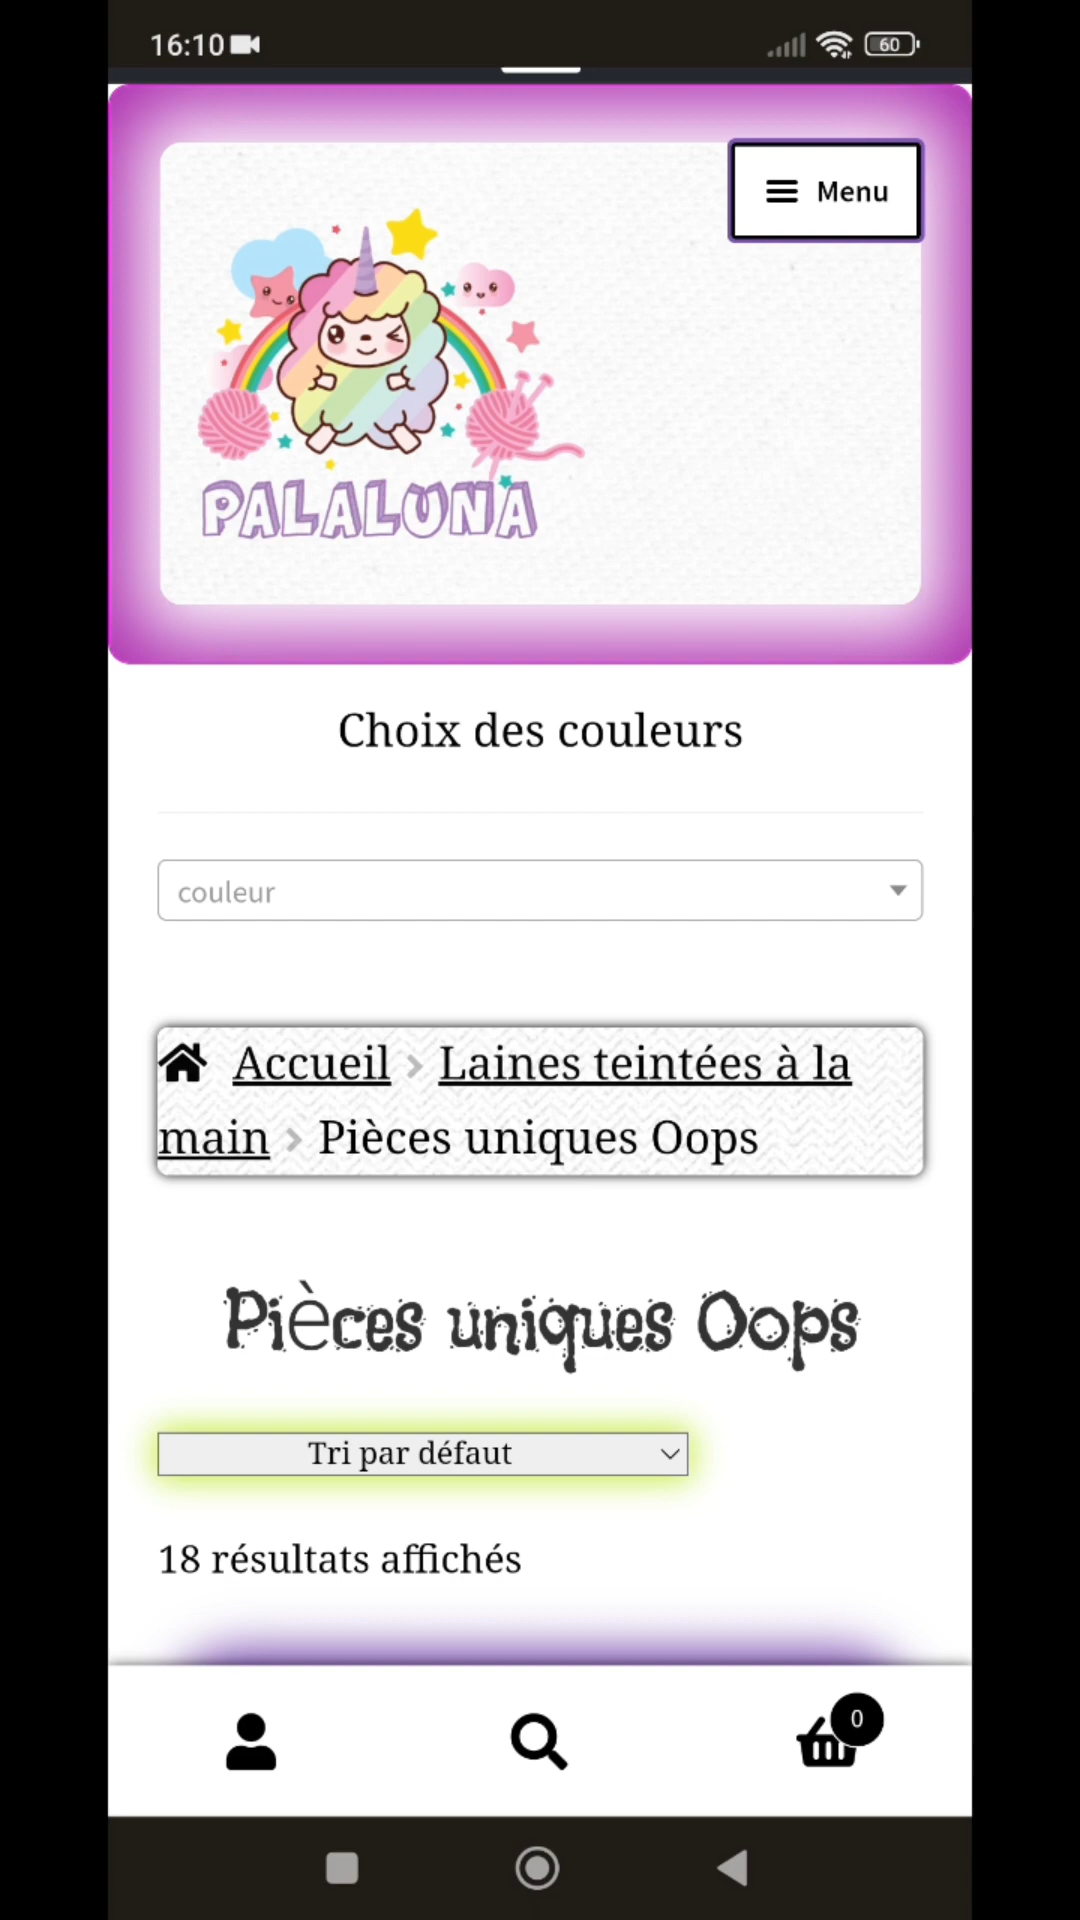 16:10
60
Menu
PALALUNA
Choix des couleurs
couleur
Accueil > Laines teintées à la
main > Pièces uniques Oops
Pièces uniques Oops
Tri par défaut
18 résultats affichés
0